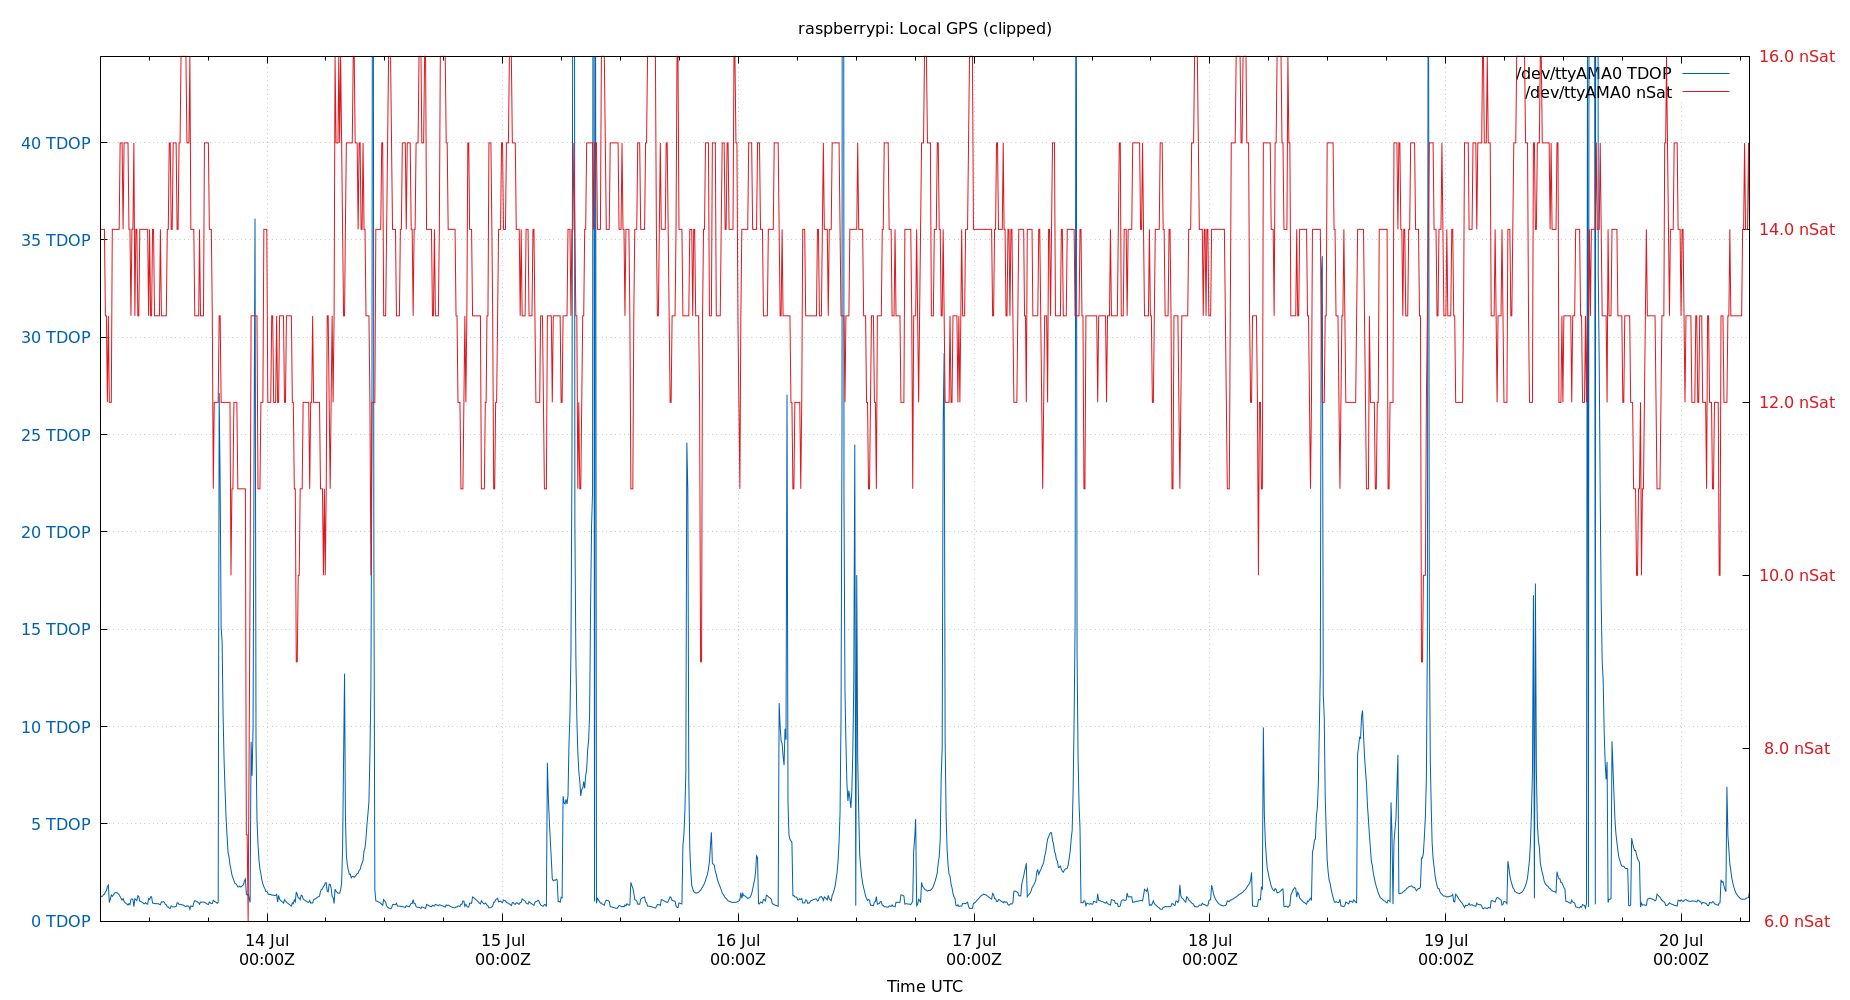 raspberrypi: Local GPS (clipped)
16.0 nSat
/dev/ttyAMA0 TDOP
/dev/ttyAMA0 nSat
40 TDOP
14.0 nSat
35 TDOP
30 TDOP
12.0 nSat
25 TDOP
20 TDOP
10.0 nSat
15 TDOP
10 TDOP
8.0 nSat
5 TDOP
0 TDOP
6.0 nSat
14 Jul 15 Jul 16 Jul 17 Jul 18 Jul 19 Jul 20 Jul
00:00Z 00:00Z 00:00Z 00:00Z 00:00Z 00:00Z 00:00Z
Time UTC